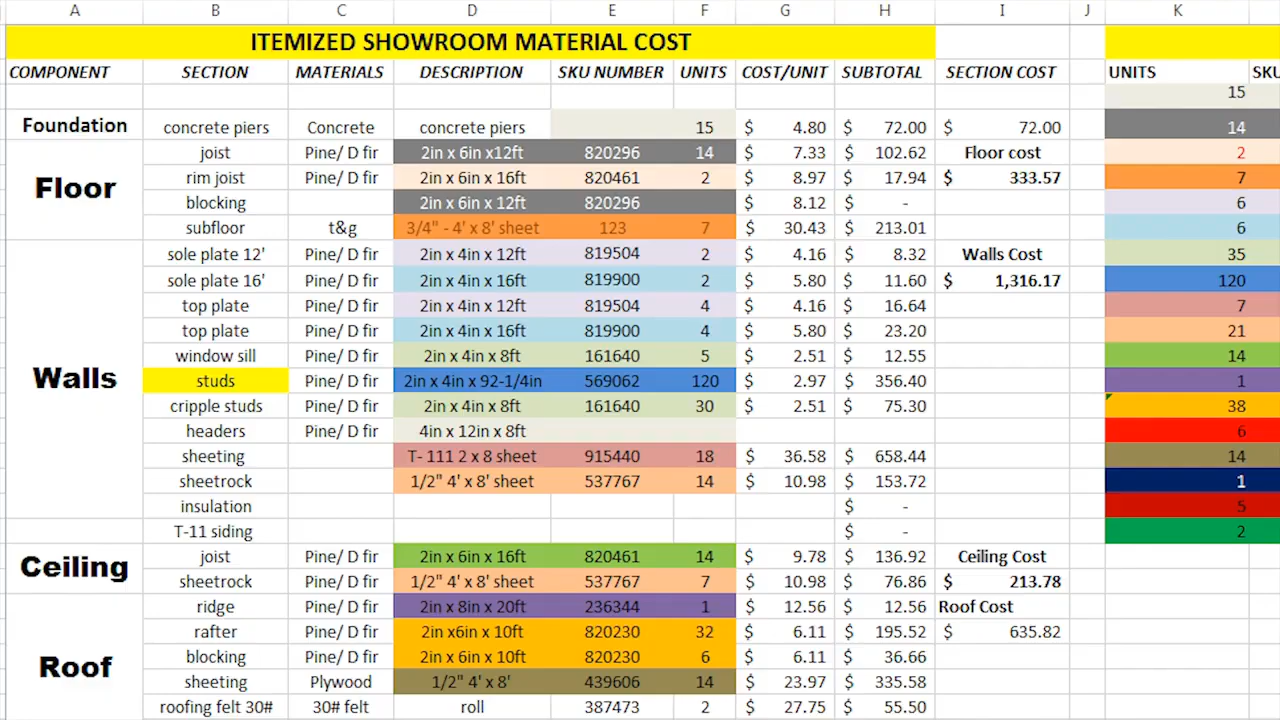 A B C D E F G H I J K
ITEMIZED SHOWROOM MATERIAL COST
COMPONENT SECTION MATERIALS DESCRIPTION SKU NUMBER UNITS COST/UNIT SUBTOTAL SECTION COST UNITS SKU
15
Foundation concrete piers Concrete concrete piers 15 $ 4.80 $ 72.00 $ 72.00 14
joist Pine/ D fir 2in x 6in x12ft 820296 14 $ 7.33 $ 102.62 Floor cost 2
Floor rim joist Pine/ D fir 2in x 6in x 16ft 820461 2 $ 8.97 $ 17.94 $ 333.57 7
blocking 2in x 6in x 12ft 820296 $ 8.12 $ - 6
subfloor t&g 3/4" - 4' x 8' sheet 123 7 $ 30.43 $ 213.01 6
sole plate 12' Pine/ D fir 2in x 4in x 12ft 819504 2 $ 4.16 $ 8.32 Walls Cost 35
sole plate 16' Pine/ D fir 2in x 4in x 16ft 819900 2 $ 5.80 $ 11.60 $ 1,316.17 120
top plate Pine/ D fir 2in x 4in x 12ft 819504 4 $ 4.16 $ 16.64 7
top plate Pine/ D fir 2in x 4in x 16ft 819900 4 $ 5.80 $ 23.20 21
window sill Pine/ D fir 2in x 4in x 8ft 161640 5 $ 2.51 $ 12.55 14
Walls studs Pine/ D fir 2in x 4in x 92-1/4in 569062 120 $ 2.97 $ 356.40 1
cripple studs Pine/ D fir 2in x 4in x 8ft 161640 30 $ 2.51 $ 75.30 38
headers Pine/ D fir 4in x 12in x 8ft 6
sheeting T- 111 2 x 8 sheet 915440 18 $ 36.58 $ 658.44 14
sheetrock 1/2" 4' x 8' sheet 537767 14 $ 10.98 $ 153.72 1
insulation $ - 5
T-11 siding $ - 2
Ceiling joist Pine/ D fir 2in x 6in x 16ft 820461 14 $ 9.78 $ 136.92 Ceiling Cost
sheetrock Pine/ D fir 1/2" 4' x 8' sheet 537767 7 $ 10.98 $ 76.86 $ 213.78
ridge Pine/ D fir 2in x 8in x 20ft 236344 1 $ 12.56 $ 12.56 Roof Cost
rafter Pine/ D fir 2in x6in x 10ft 820230 32 $ 6.11 $ 195.52 $ 635.82
Roof blocking Pine/ D fir 2in x 6in x 10ft 820230 6 $ 6.11 $ 36.66
sheeting Plywood 1/2" 4' x 8' 439606 14 $ 23.97 $ 335.58
roofing felt 30# 30# felt roll 387473 2 $ 27.75 $ 55.50